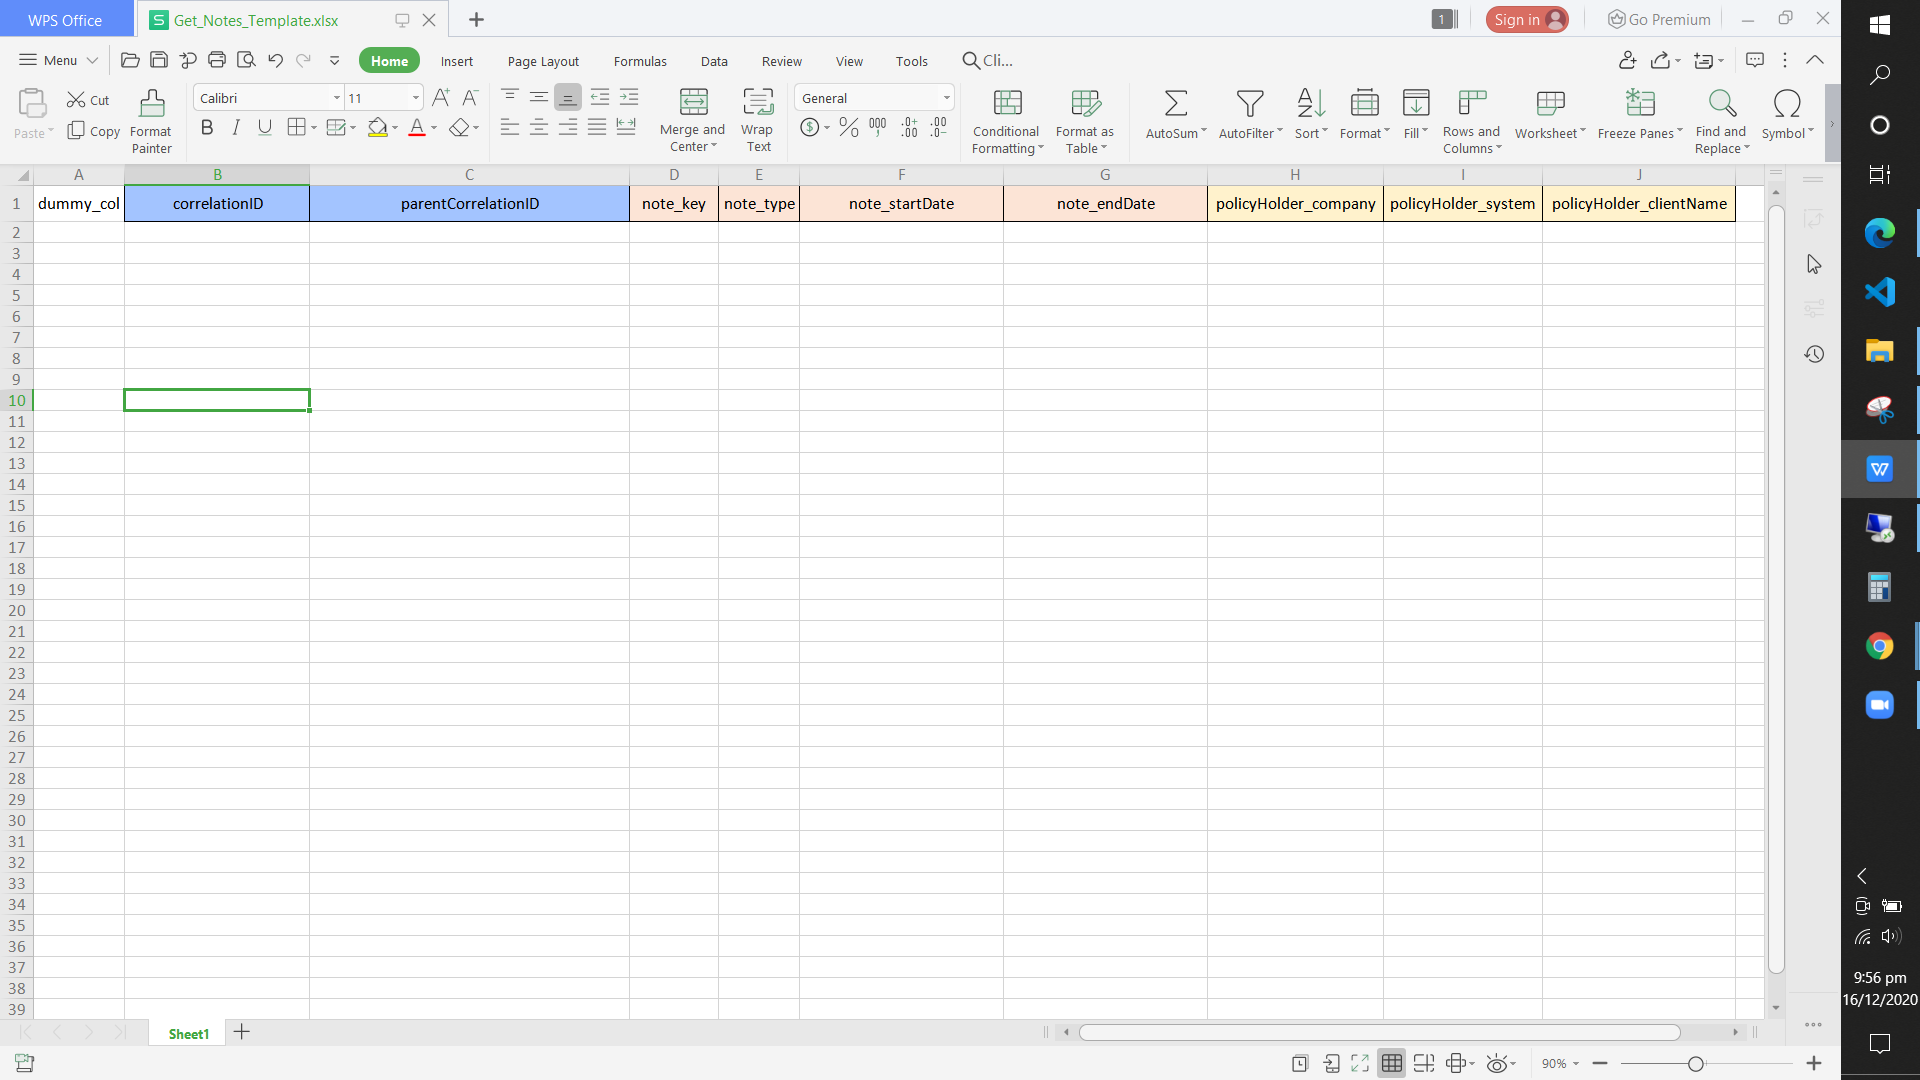 WPS Office
Get_Notes_Template.xlsx
1
Sign in
Go Premium
Menu
Home
Insert
Page Layout
Formulas
Data
Review
View
Tools
Cli...
Paste
Cut
Copy
Format Painter
Calibri
11
Merge and Center
Wrap Text
General
Conditional Formatting
Format as Table
AutoSum
AutoFilter
Sort
Format
Fill
Rows and Columns
Worksheet
Freeze Panes
Find and Replace
Symbol
A B C D E F G H I J
1 dummy_col correlationID parentCorrelationID note_key note_type note_startDate note_endDate policyHolder_company policyHolder_system policyHolder_clientName
2
3
4
5
6
7
8
9
10
11
12
13
14
15
16
17
18
19
20
21
22
23
24
25
26
27
28
29
30
31
32
33
34
35
36
37
38
39
Sheet1
90%
9:56 pm
16/12/2020